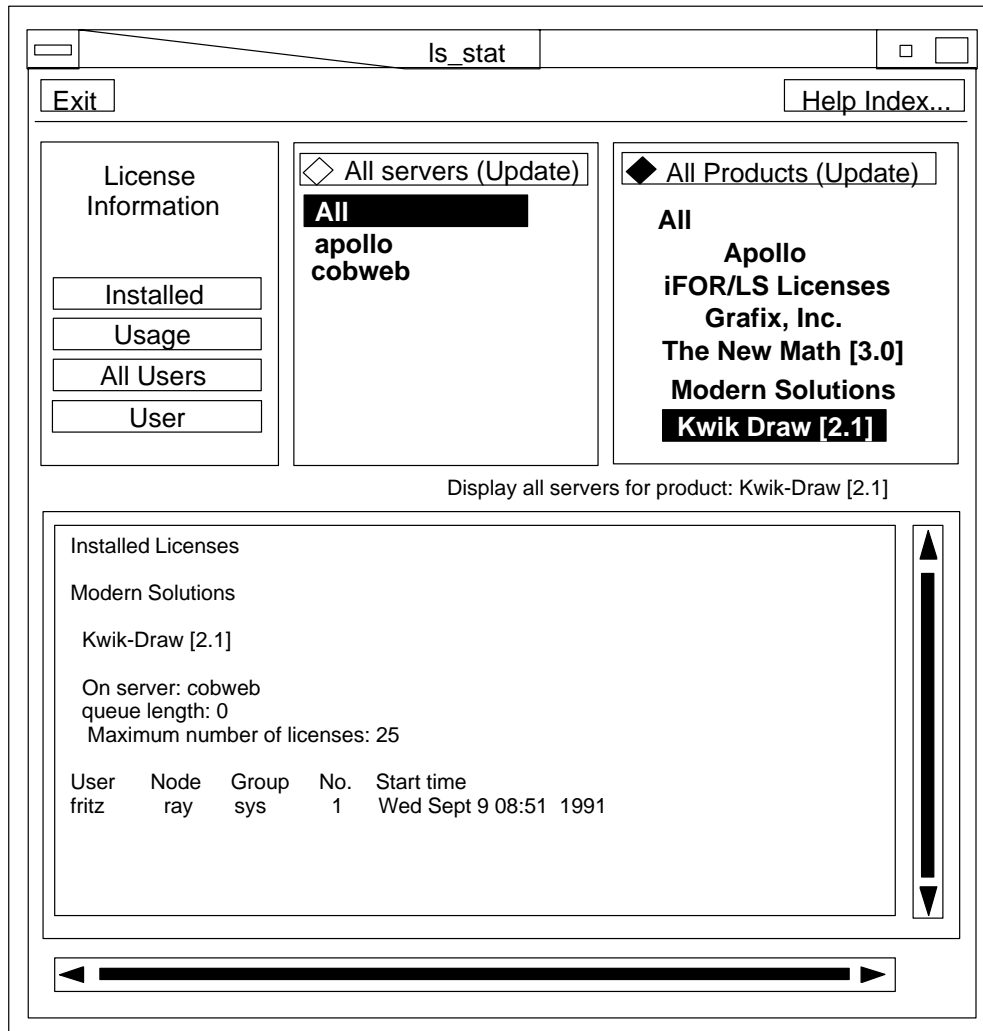 ls_stat
Exit
Help Index...
License
Information
Installed
Usage
All Users
User
All servers (Update)
All
apollo
cobweb
All Products (Update)
All
Apollo
iFOR/LS Licenses
Grafix, Inc.
The New Math [3.0]
Modern Solutions
Kwik Draw [2.1]
Display all servers for product: Kwik-Draw [2.1]
Installed Licenses
Modern Solutions
Kwik-Draw [2.1]
On server: cobweb
queue length: 0
Maximum number of licenses: 25
User Node Group No. Start time
fritz ray sys 1 Wed Sept 9 08:51 1991